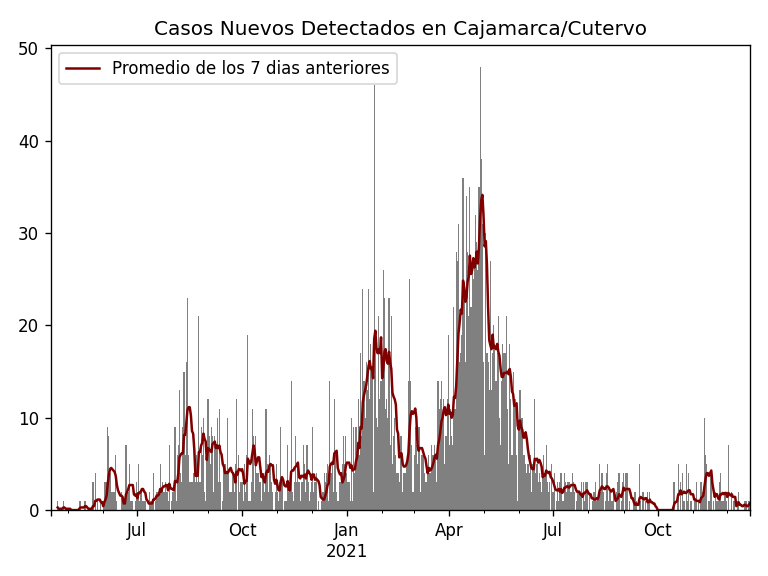 Casos Nuevos Detectados en Cajamarca/Cutervo
Promedio de los 7 dias anteriores
50
40
30
20
10
0
Jul Oct Jan Apr Jul Oct
2021